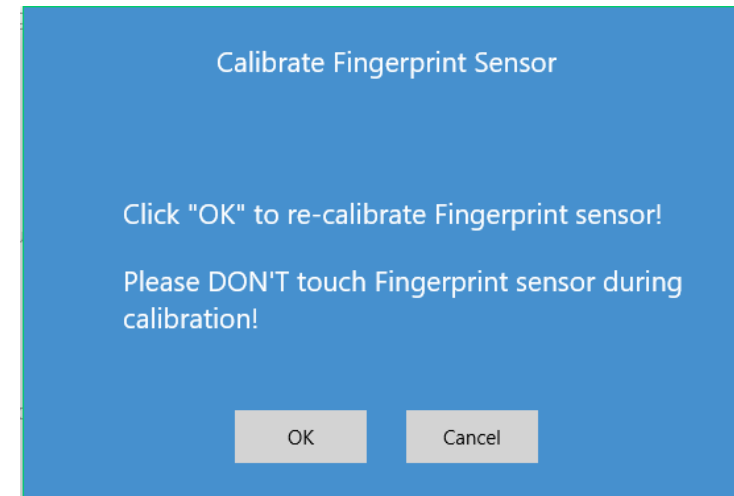 Calibrate Fingerprint Sensor
Click "OK" to re-calibrate Fingerprint sensor!
Please DON'T touch Fingerprint sensor during
calibration!
OK
Cancel